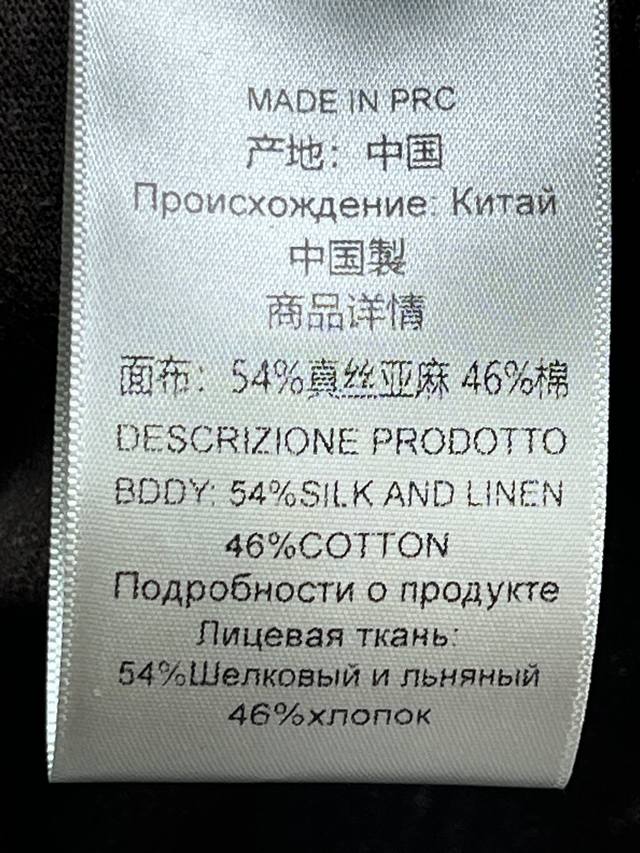 MADE IN PRC
产地：中国
Происхождение: Китай
中国製
商品详情
面布：54%真丝亚麻 46%棉
DESCRIZIONE PRODOTTO
BDDY: 54%SILK AND LINEN
46%COTTON
Подробности о продукте
Лицевая ткань:
54%Шелковый и льняный
46%хлопок